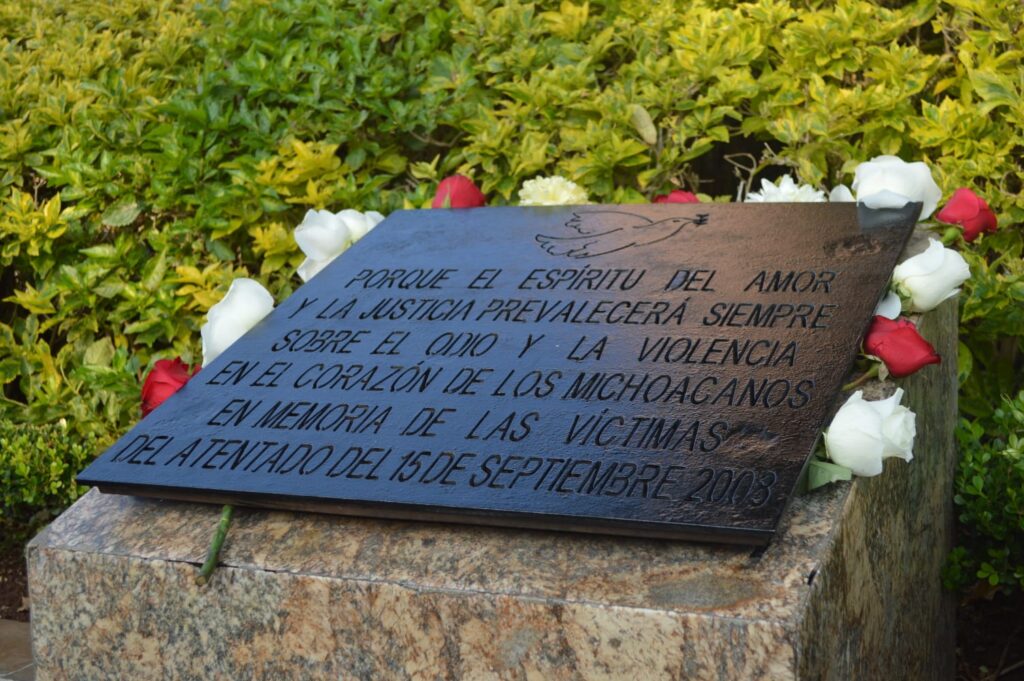 PORQUE EL ESPÍRITU DEL AMOR
Y LA JUSTICIA PREVALECERÁ SIEMPRE
SOBRE EL ODIO Y LA VIOLENCIA
EN EL CORAZÓN DE LOS MICHOACANOS
EN MEMORIA DE LAS VÍCTIMAS
DEL ATENTADO DEL 15 DE SEPTIEMBRE 2008